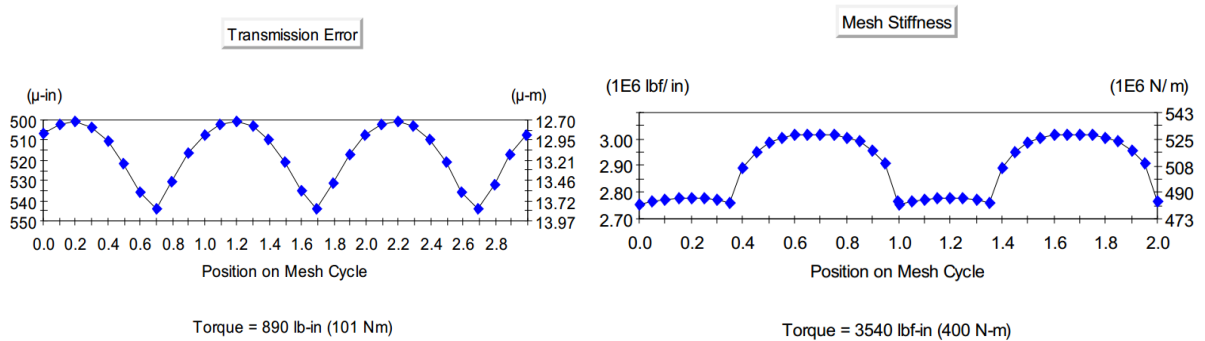 Transmission Error
(µ-in)
(µ-m)
500
510
520
530
540
550
12.70
12.95
13.21
13.46
13.72
13.97
0.0 0.2 0.4 0.6 0.8 1.0 1.2 1.4 1.6 1.8 2.0 2.2 2.4 2.6 2.8
Position on Mesh Cycle
Torque = 890 lb-in (101 Nm)
Mesh Stiffness
(1E6 lbf/in)
(1E6 N/m)
3.00
2.90
2.80
2.70
543
525
508
490
473
0.0 0.2 0.4 0.6 0.8 1.0 1.2 1.4 1.6 1.8 2.0
Position on Mesh Cycle
Torque = 3540 lbf-in (400 N-m)